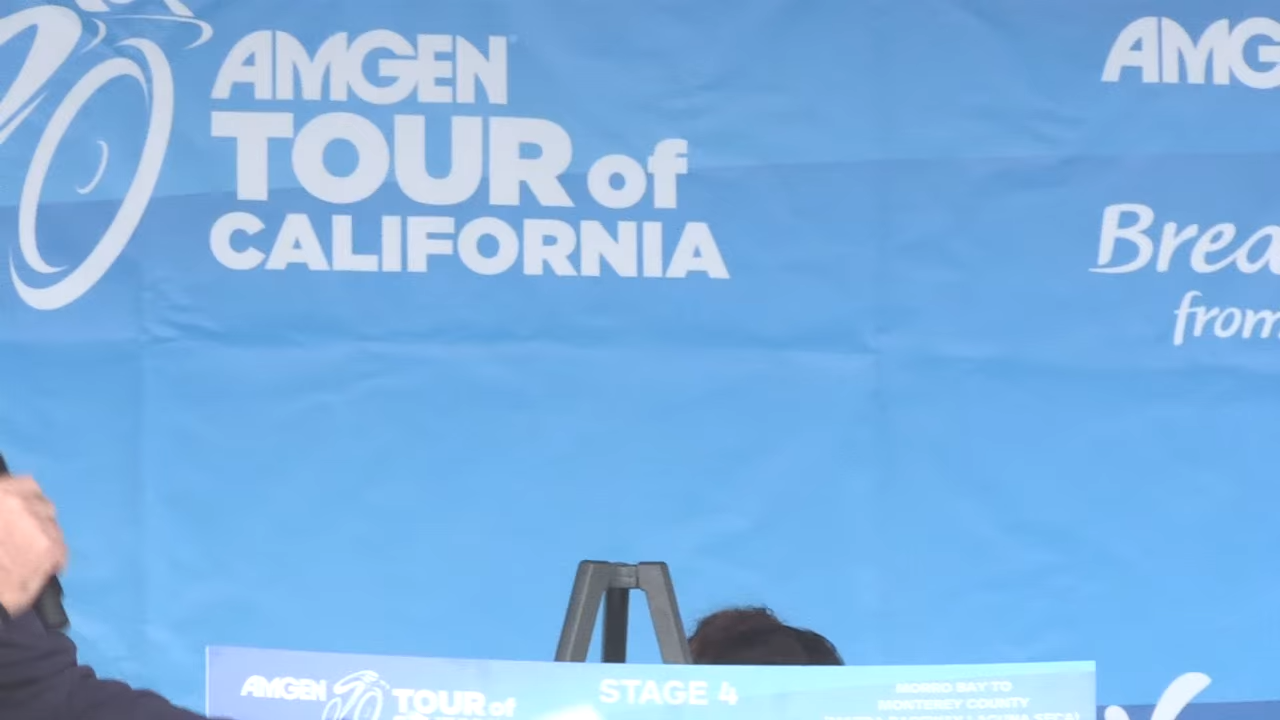 AMGEN
TOUR of
CALIFORNIA
AMG
Brea
from
AMGEN
TOUR of
STAGE 4
MORRO BAY TO
MONTEREY COUNTY